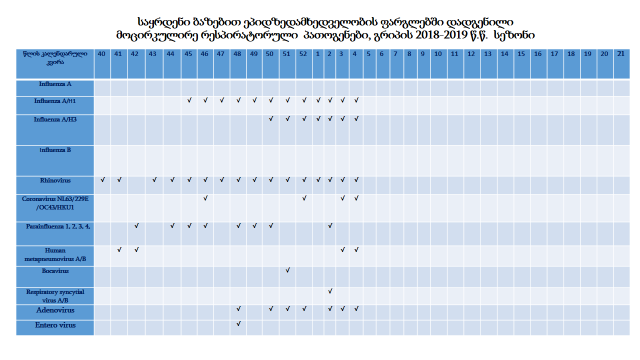 საყრდენი ბაზებით ეპიდზედამხედველობის ფარგლებში დადგენილი
მოცირკულირე რესპირატორული პათოგენები, გრიპის 2018-2019 წ.წ. სეზონი
წლის კალენდარული კვირა 40 41 42 43 44 45 46 47 48 49 50 51 52 1 2 3 4 5 6 7 8 9 10 11 12 13 14 15 16 17 18 19 20 21
Influenza A
Influenza A/H1 √ √ √ √ √ √ √ √ √ √ √ √
Influenza A/H3 √ √ √ √ √ √ √
Influenza B
Rhinovirus √ √ √ √ √ √ √ √ √ √ √ √ √ √ √ √
Coronavirus NL63/229E
/OC43/HKU1 √ √ √ √
Parainfluenza 1, 2, 3, 4, √ √ √ √ √ √ √ √
Human
metapneumovirus A/B √ √ √ √
Bocavirus √
Respiratory syncytial
virus A/B √
Adenovirus √ √ √ √ √ √ √
Entero virus √